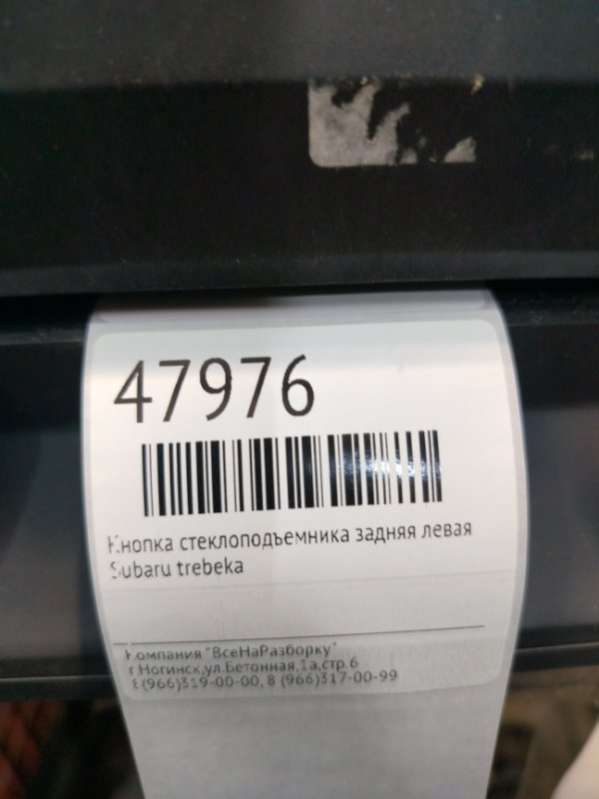 47976
Кнопка стеклоподъемника задняя левая
Subaru trebeka
Компания "ВсеНаРазборку"
г.Ногинск,ул.Бетонная,1а,стр.6
8 (966)319-00-00, 8 (966)317-00-99